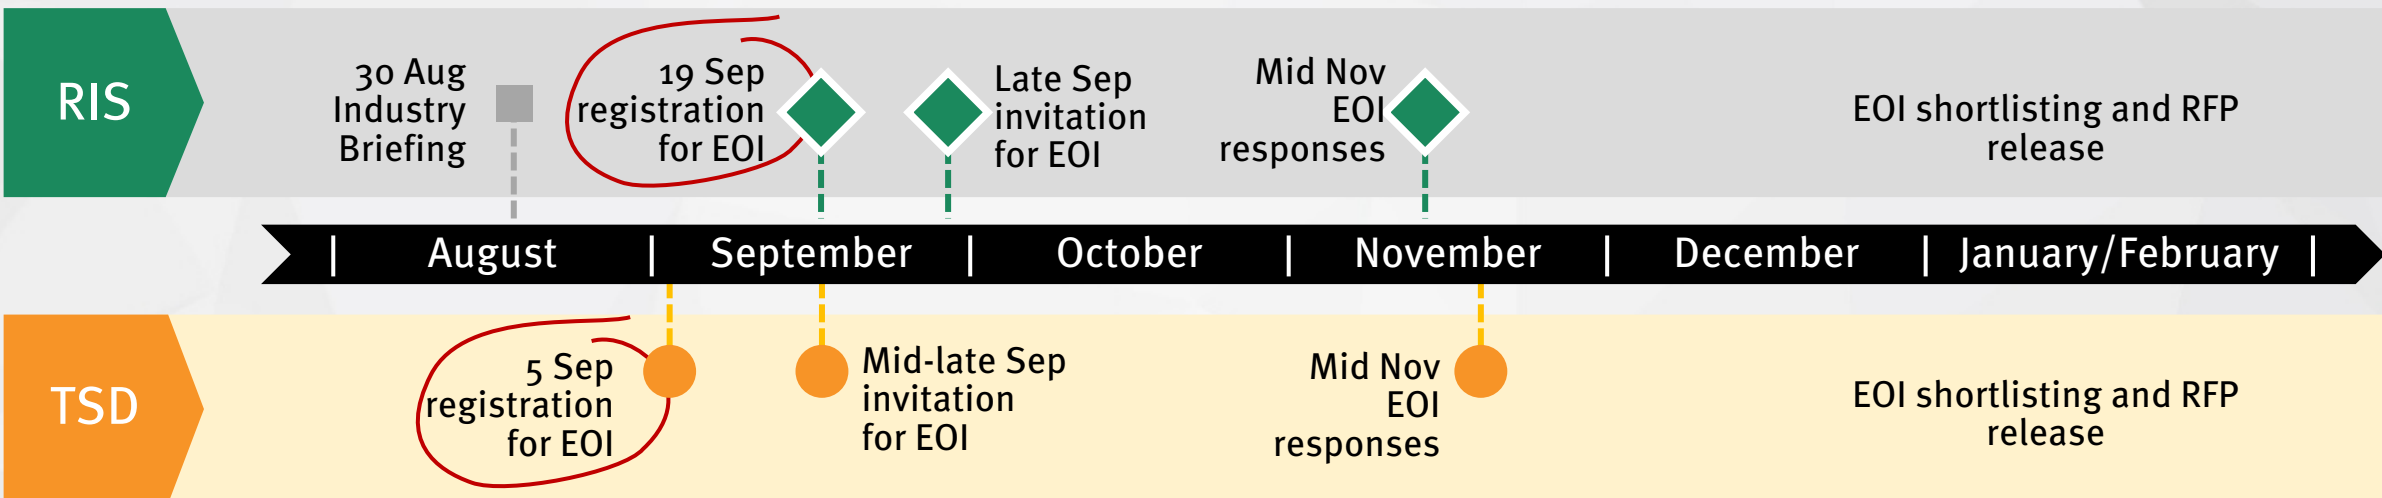 RIS
30 Aug
Industry
Briefing
19 Sep
registration
for EOI
Late Sep
invitation
for EOI
Mid Nov
EOI
responses
EOI shortlisting and RFP
release
| August | September | October | November | December | January/February |
TSD
5 Sep
registration
for EOI
Mid-late Sep
invitation
for EOI
Mid Nov
EOI
responses
EOI shortlisting and RFP
release